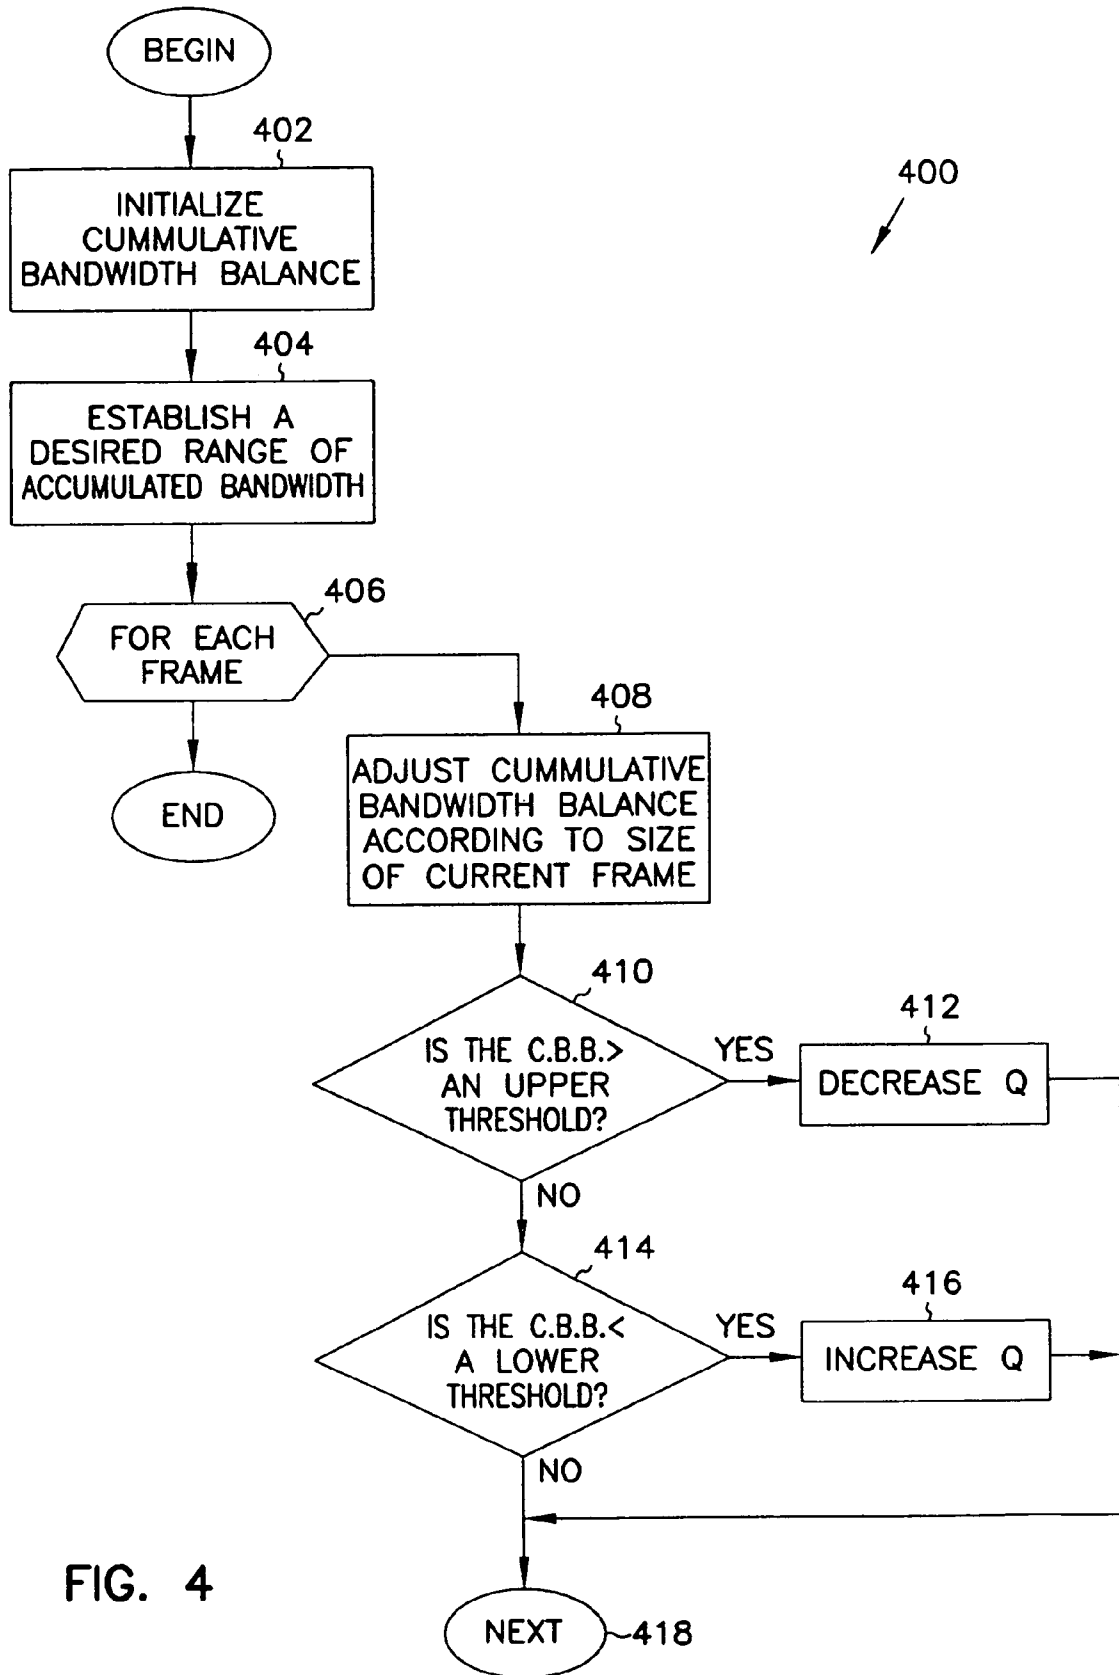 BEGIN
402
INITIALIZE
CUMMULATIVE
BANDWIDTH BALANCE
400
404
ESTABLISH A
DESIRED RANGE OF
ACCUMULATED BANDWIDTH
406
FOR EACH
FRAME
END
408
ADJUST CUMMULATIVE
BANDWIDTH BALANCE
ACCORDING TO SIZE
OF CURRENT FRAME
410
IS THE C.B.B.>
AN UPPER
THRESHOLD?
YES
412
DECREASE Q
NO
414
IS THE C.B.B.<
A LOWER
THRESHOLD?
YES
416
INCREASE Q
NO
FIG. 4
NEXT
418